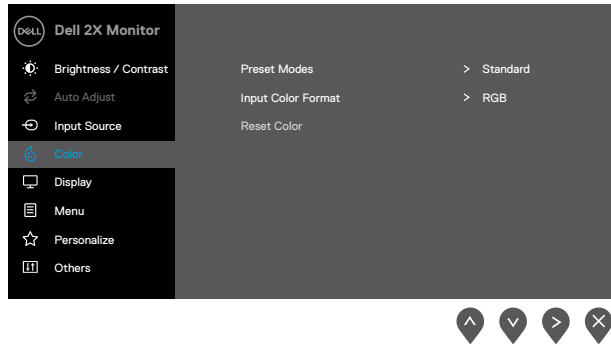 DELL Dell 2X Monitor
Brightness / Contrast Preset Modes > Standard
Auto Adjust Input Color Format > RGB
Input Source Reset Color
Color
Display
Menu
Personalize
Others